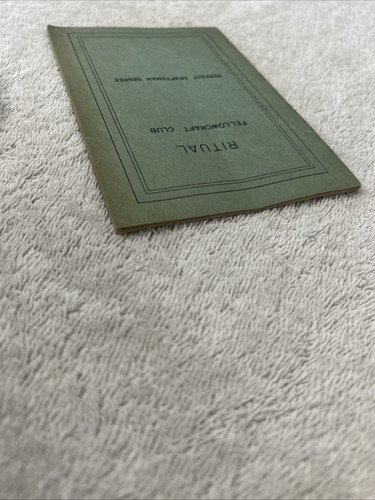 RITUAL
FELLOWCRAFT CLUB
PERFECT CRAFTSMAN DEGREE